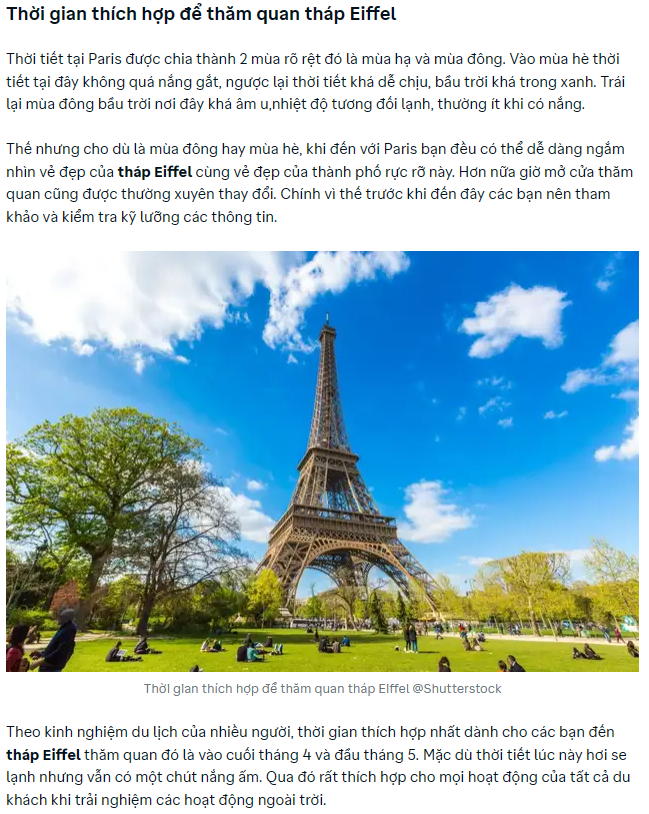 Thời gian thích hợp để thăm quan tháp Eiffel
Thời tiết tại Paris được chia thành 2 mùa rõ rệt đó là mùa hạ và mùa đông. Vào mùa hè thời
tiết tại đây không quá nắng gắt, ngược lại thời tiết khá dễ chịu, bầu trời khá trong xanh. Trái
lại mùa đông bầu trời nơi đây khá âm u,nhiệt độ tương đối lạnh, thường ít khi có nắng.
Thế nhưng cho dù là mùa đông hay mùa hè, khi đến với Paris bạn đều có thể dễ dàng ngắm
nhìn vẻ đẹp của tháp Eiffel cùng vẻ đẹp của thành phố rực rỡ này. Hơn nữa giờ mở cửa thăm
quan cũng được thường xuyên thay đổi. Chính vì thế trước khi đến đây các bạn nên tham
khảo và kiểm tra kỹ lưỡng các thông tin.
Thời gian thích hợp để thăm quan tháp Eiffel @Shutterstock
Theo kinh nghiệm du lịch của nhiều người, thời gian thích hợp nhất dành cho các bạn đến
tháp Eiffel thăm quan đó là vào cuối tháng 4 và đầu tháng 5. Mặc dù thời tiết lúc này hơi se
lạnh nhưng vẫn có một chút nắng ấm. Qua đó rất thích hợp cho mọi hoạt động của tất cả du
khách khi trải nghiệm các hoạt động ngoài trời.